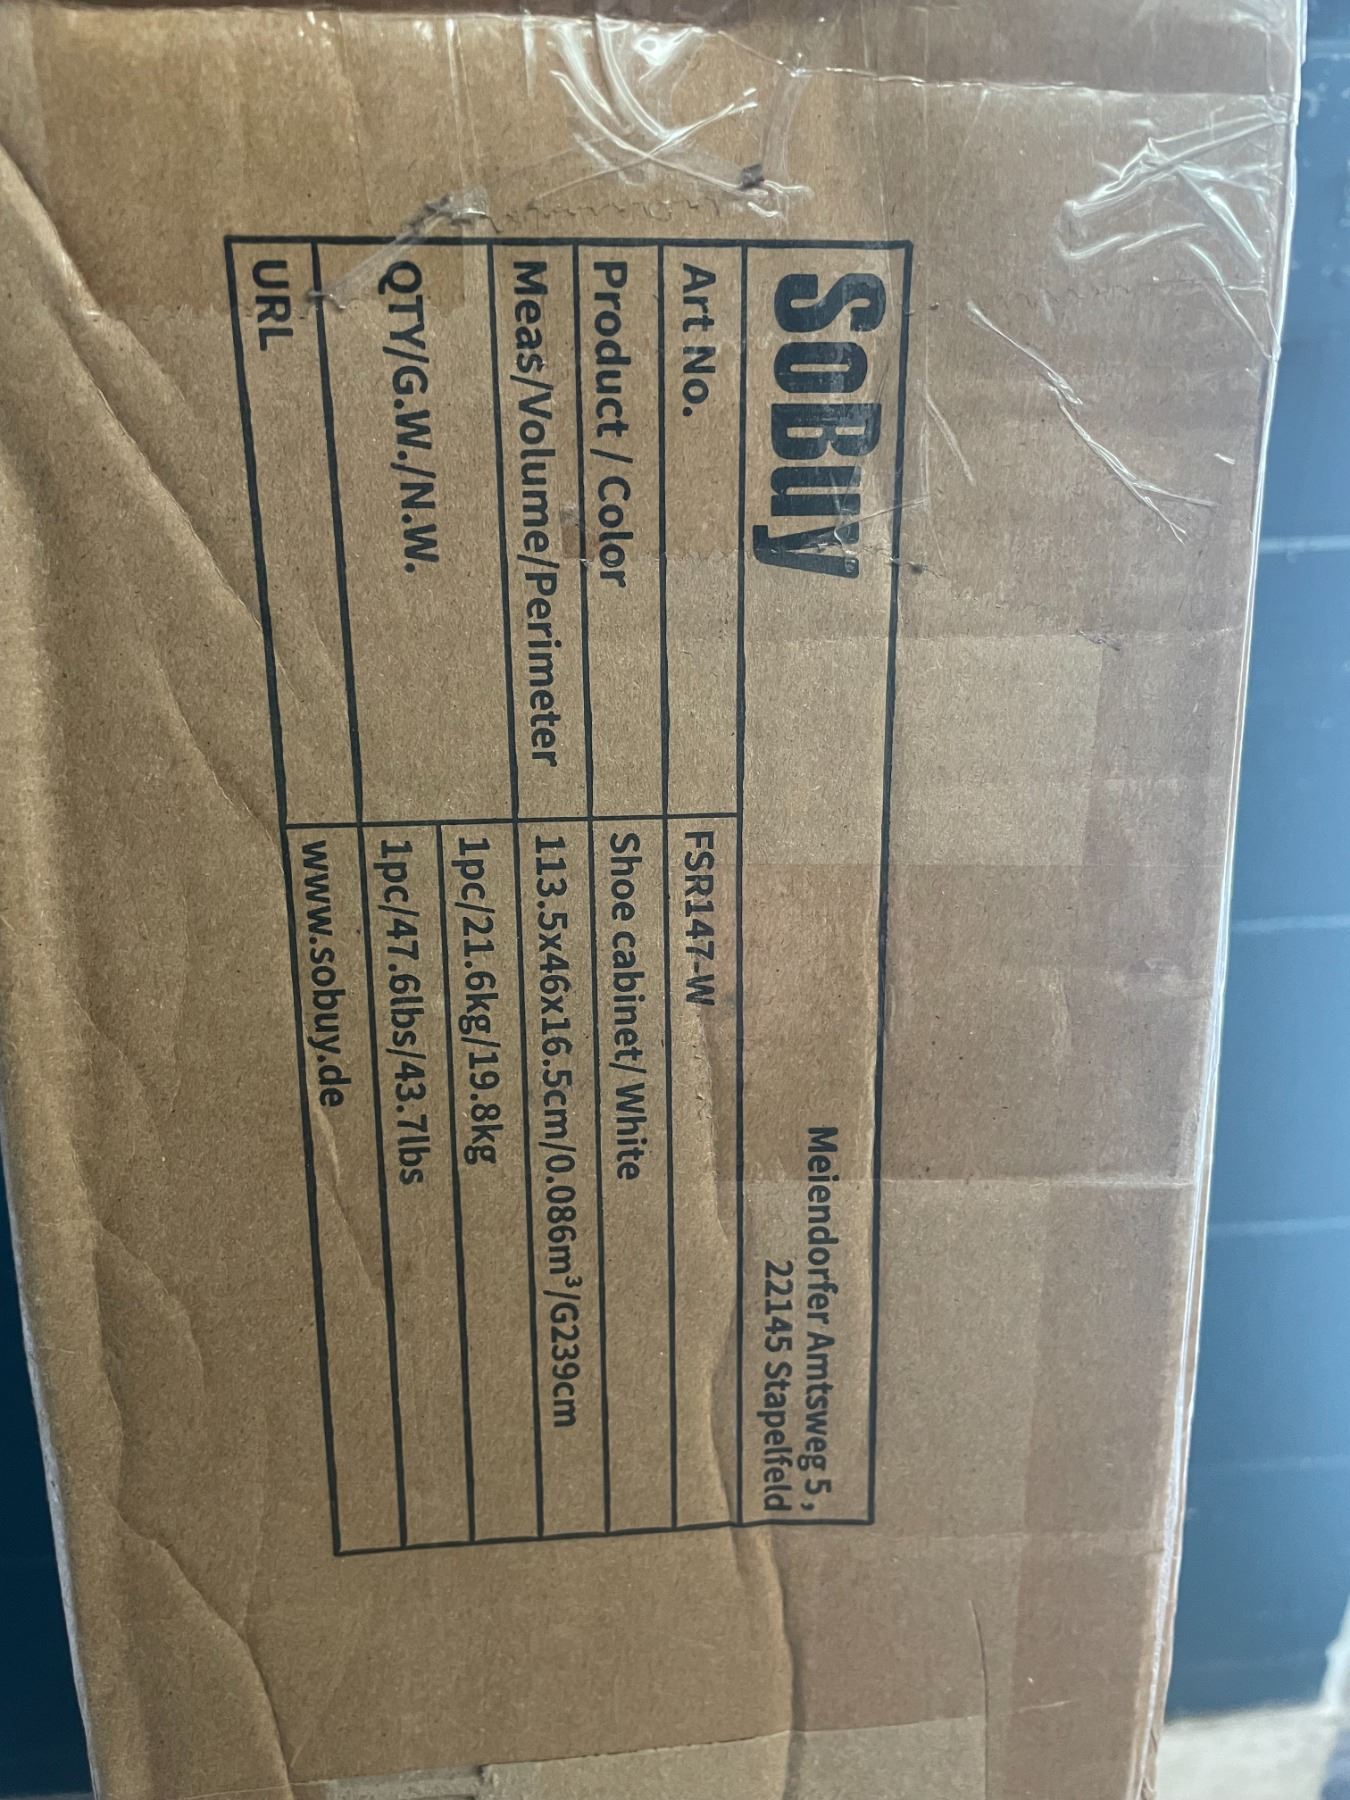 SoBuy
Meiendorfer Amtsweg 5,
22145 Stapelfeld
Art No. FSR147-W
Product / Color Shoe cabinet/ White
Meas/Volume/Perimeter 113.5x46x16.5cm/0.086m³/G239cm
QTY/G.W./N.W. 1pc/21.6kg/19.8kg
1pc/47.6lbs/43.7lbs
URL www.sobuy.de